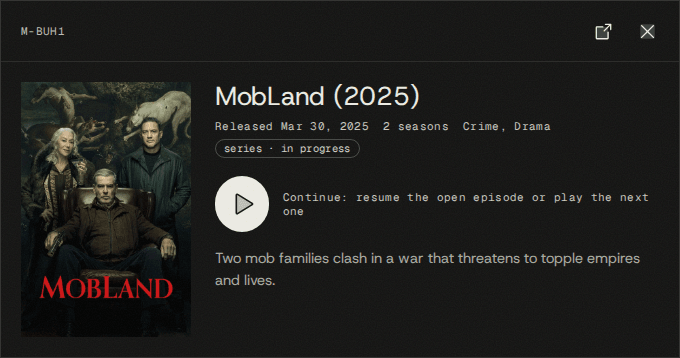 M-BUH1
MobLand (2025)
Released Mar 30, 2025 2 seasons Crime, Drama
series · in progress
Continue: resume the open episode or play the next
one
Two mob families clash in a war that threatens to topple empires
and lives.
MOBLAND